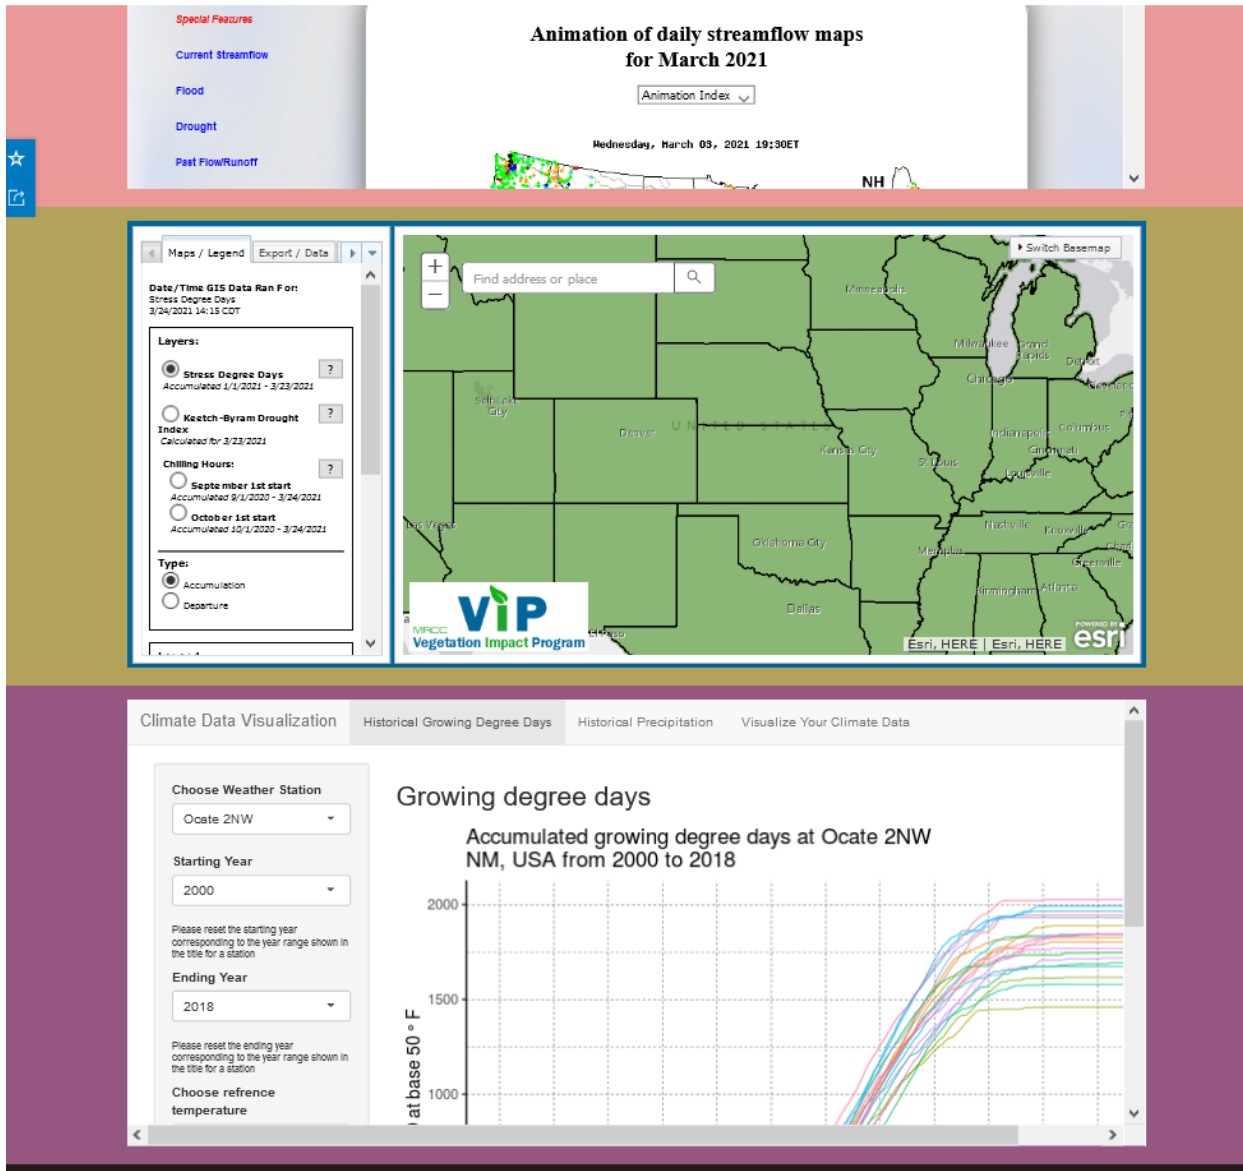 Special Features
Current Streamflow
Flood
Drought
Past Flow/Runoff
Animation of daily streamflow maps
for March 2021
Animation Index
Wednesday, March 03, 2021 19:30ET
NH
Maps / Legend
Export / Data
Date/Time GIS Data Ran For:
Stress Degree Days
3/24/2021 14:15 CDT
Layers:
Stress Degree Days
?
Accumulated 1/1/2021 - 3/23/2021
Keetch-Byram Drought
?
Index
Calculated for 3/23/2021
Chilling Hours:
?
September 1st start
Accumulated 9/1/2020 - 3/24/2021
October 1st start
Accumulated 10/1/2020 - 3/24/2021
Type:
Accumulation
Departure
+
−
Find address or place
Switch Basemap
Minneapolis
Milwaukee
Grand
Rapids
Detroit
Chicago
Cleveland
Salt Lake
City
Denver
UNITED STATES
Kansas City
St Louis
Indianapolis
Columbus
Cincinnati
Louisville
Las Vegas
Oklahoma City
Nashville
Knoxville
Memphis
Greenville
Birmingham
Atlanta
Dallas
El Paso
MRCC
ViP
Vegetation Impact Program
Esri, HERE | Esri, HERE
POWERED BY
esri
Climate Data Visualization
Historical Growing Degree Days
Historical Precipitation
Visualize Your Climate Data
Choose Weather Station
Ocate 2NW
Starting Year
2000
Please reset the starting year
corresponding to the year range shown in
the title for a station
Ending Year
2018
Please reset the ending year
corresponding to the year range shown in
the title for a station
Choose refrence
temperature
Growing degree days
Accumulated growing degree days at Ocate 2NW
NM, USA from 2000 to 2018
2000
1500
1000
at base 50 ° F